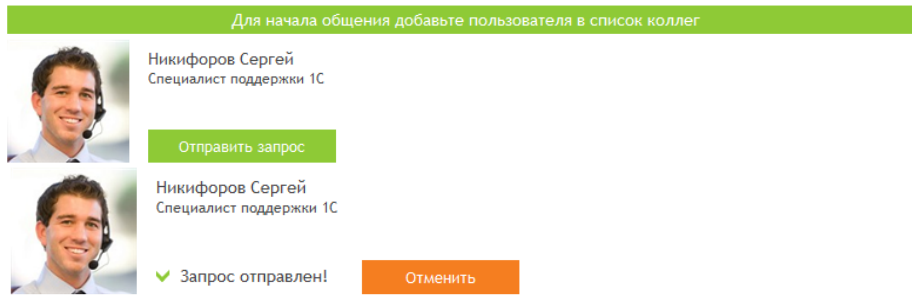 Для начала общения добавьте пользователя в список коллег
Никифоров Сергей
Специалист поддержки 1С
Отправить запрос
Никифоров Сергей
Специалист поддержки 1С
Запрос отправлен!
Отменить